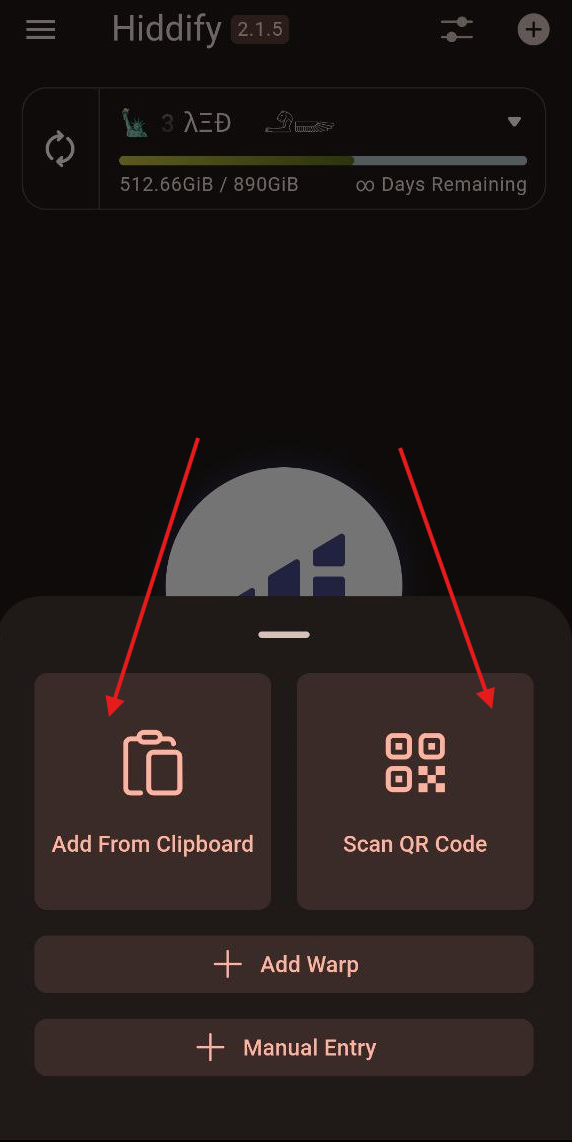 Hiddify 2.1.5
🗽 3 λΞĐ 𓄂𓆃
512.66GiB / 890GiB ∞ Days Remaining
Add From Clipboard Scan QR Code
Add Warp
Manual Entry